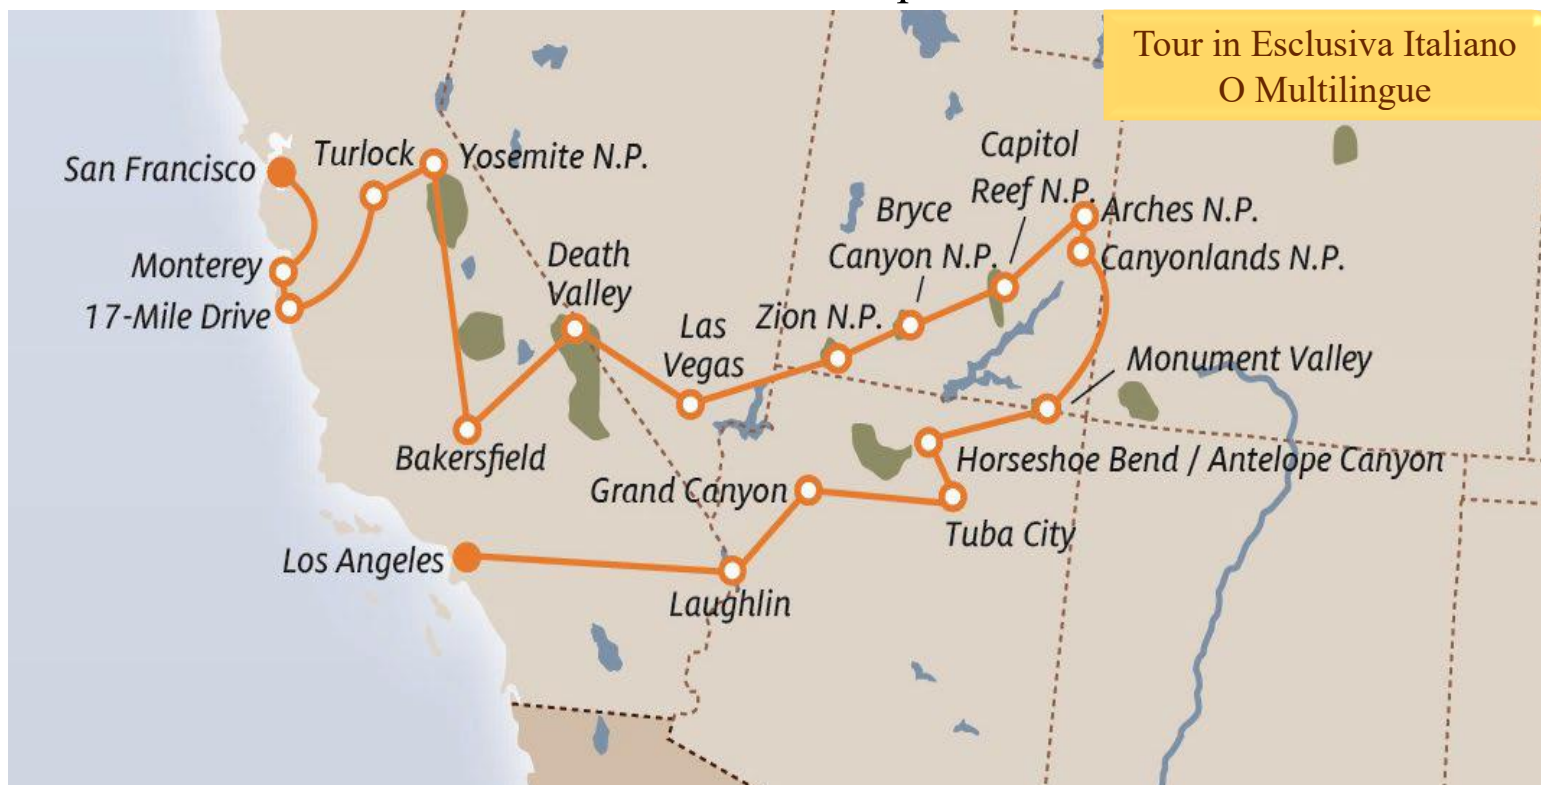 Tour in Esclusiva Italiano
O Multilingue
San Francisco
Turlock
Yosemite N.P.
Monterey
17-Mile Drive
Death
Valley
Bakersfield
Las
Vegas
Zion N.P.
Bryce
Canyon N.P.
Capitol
Reef N.P.
Arches N.P.
Canyonlands N.P.
Monument Valley
Horseshoe Bend / Antelope Canyon
Tuba City
Grand Canyon
Laughlin
Los Angeles